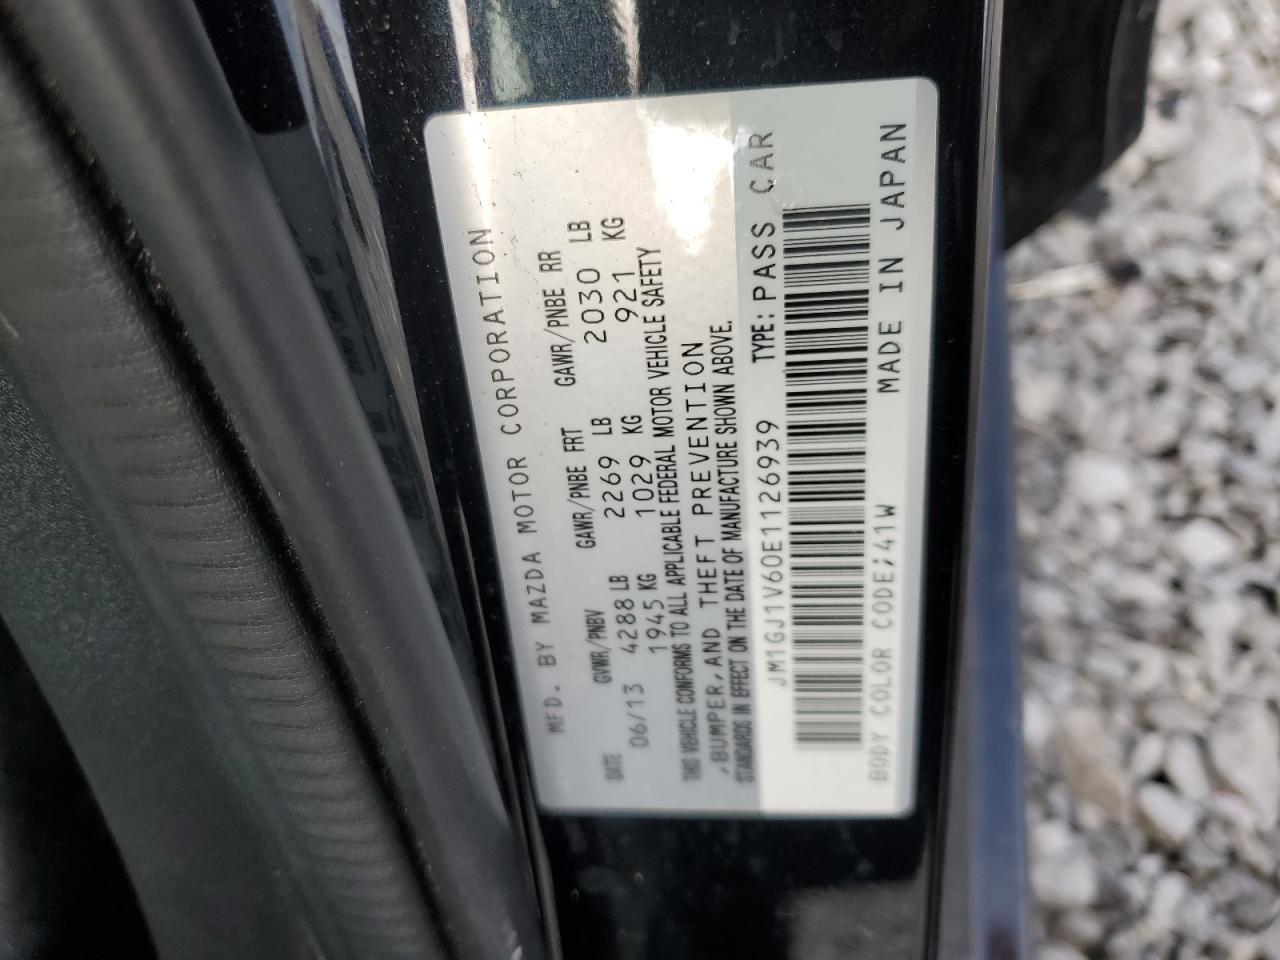 MFD. BY MAZDA MOTOR CORPORATION
DATE GVWR/PNBV GAWR/PNBE FRT GAWR/PNBE RR
06/13 4288 LB 2269 LB 2030 LB
1945 KG 1029 KG 921 KG
THIS VEHICLE CONFORMS TO ALL APPLICABLE FEDERAL MOTOR VEHICLE SAFETY
,BUMPER,AND THEFT PREVENTION
STANDARDS IN EFFECT ON THE DATE OF MANUFACTURE SHOWN ABOVE.
JM1GJ1V60E1126939 TYPE: PASS CAR
BODY COLOR CODE;41W MADE IN JAPAN